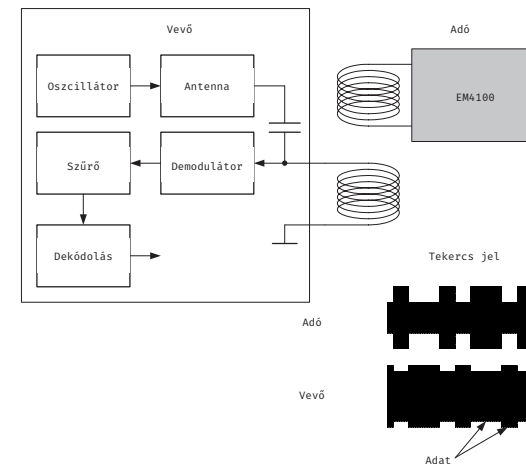 Vevő
Adó
Oszcillátor
Antenna
EM4100
Szűrő
Demodulátor
Dekódolás
Tekercs jel
Adó
Vevő
Adat